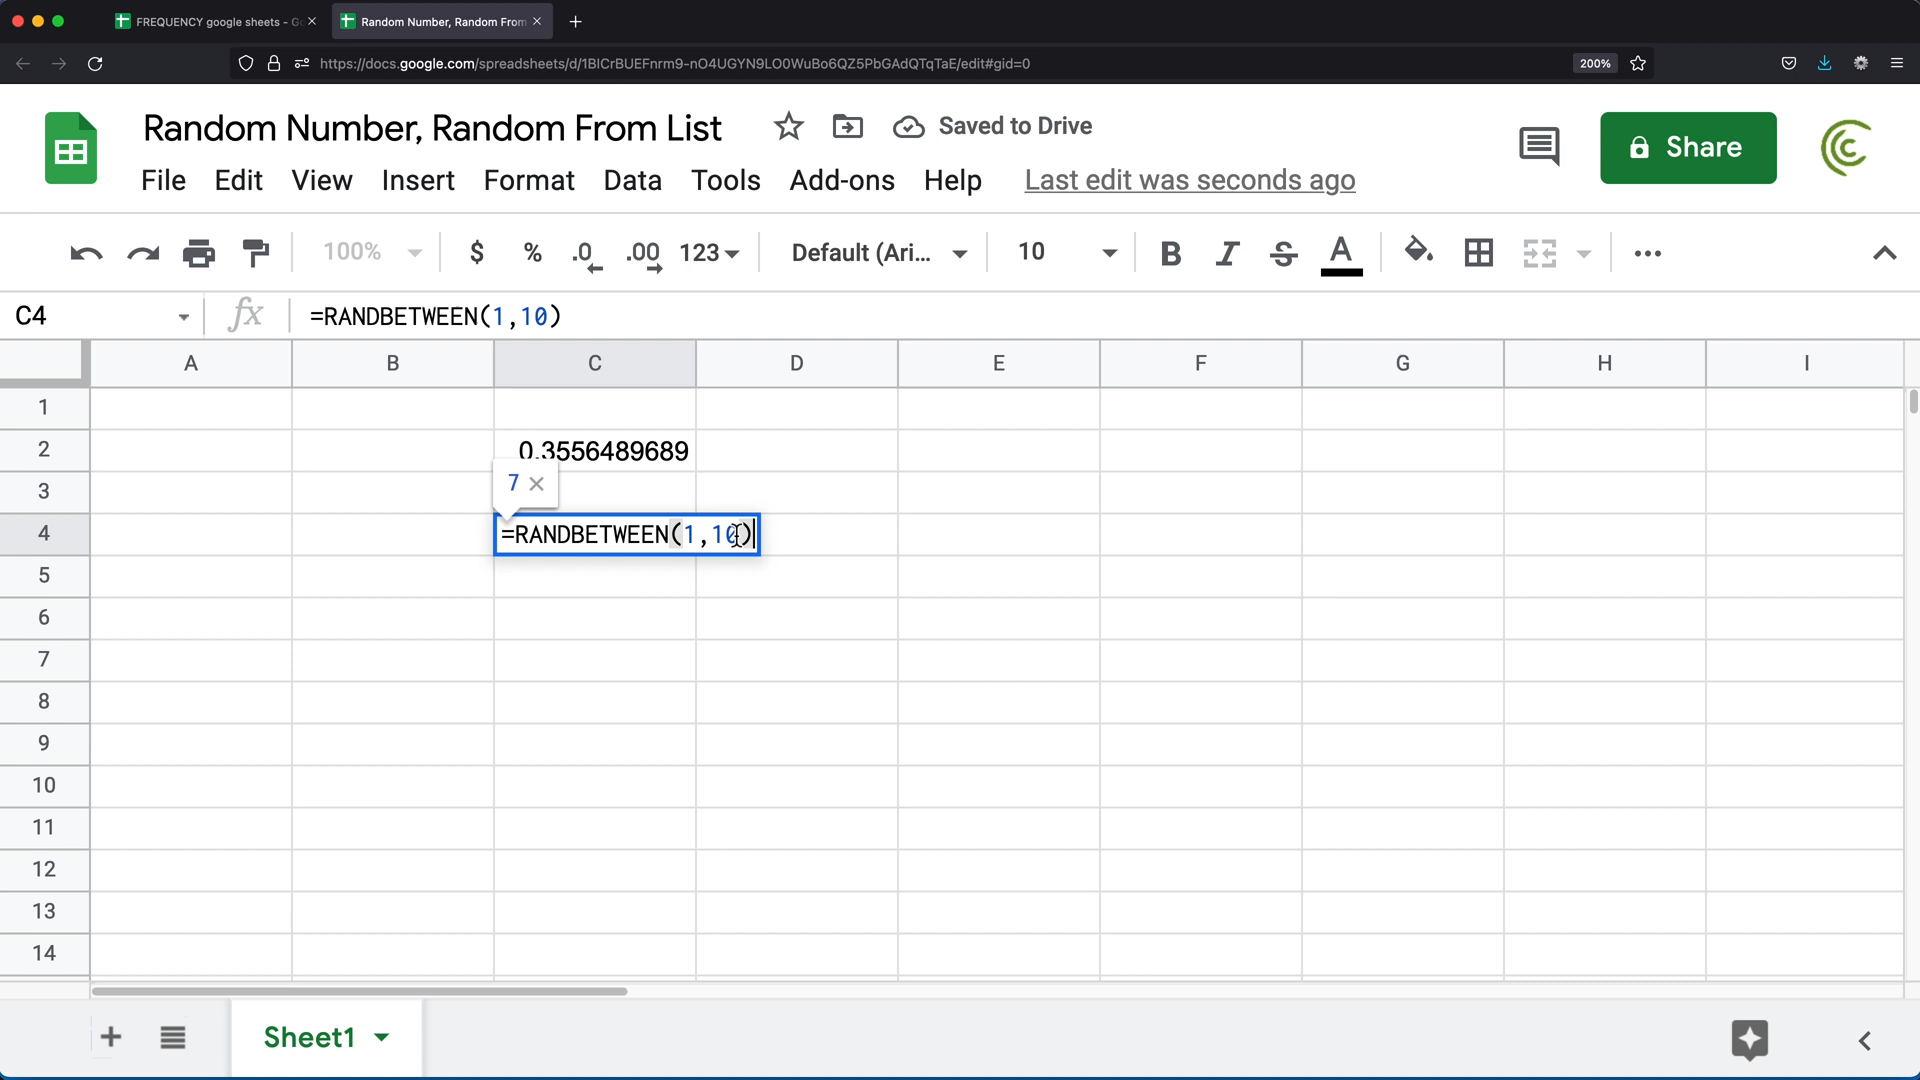 FREQUENCY google sheets - Go
Random Number, Random From
https://docs.google.com/spreadsheets/d/1BICrBUEFnrm9-nO4UGYN9LO0WuBo6QZ5PbGAdQTqTaE/edit#gid=0
200%
Random Number, Random From List
Saved to Drive
Share
File Edit View Insert Format Data Tools Add-ons Help Last edit was seconds ago
100% $ % .0 .00 123 Default (Ari... 10 B I S A
C4 fx =RANDBETWEEN(1,10)
A B C D E F G H I
1
2 0.3556489689
3 7
4 =RANDBETWEEN(1,10)
5
6
7
8
9
10
11
12
13
14
Sheet1